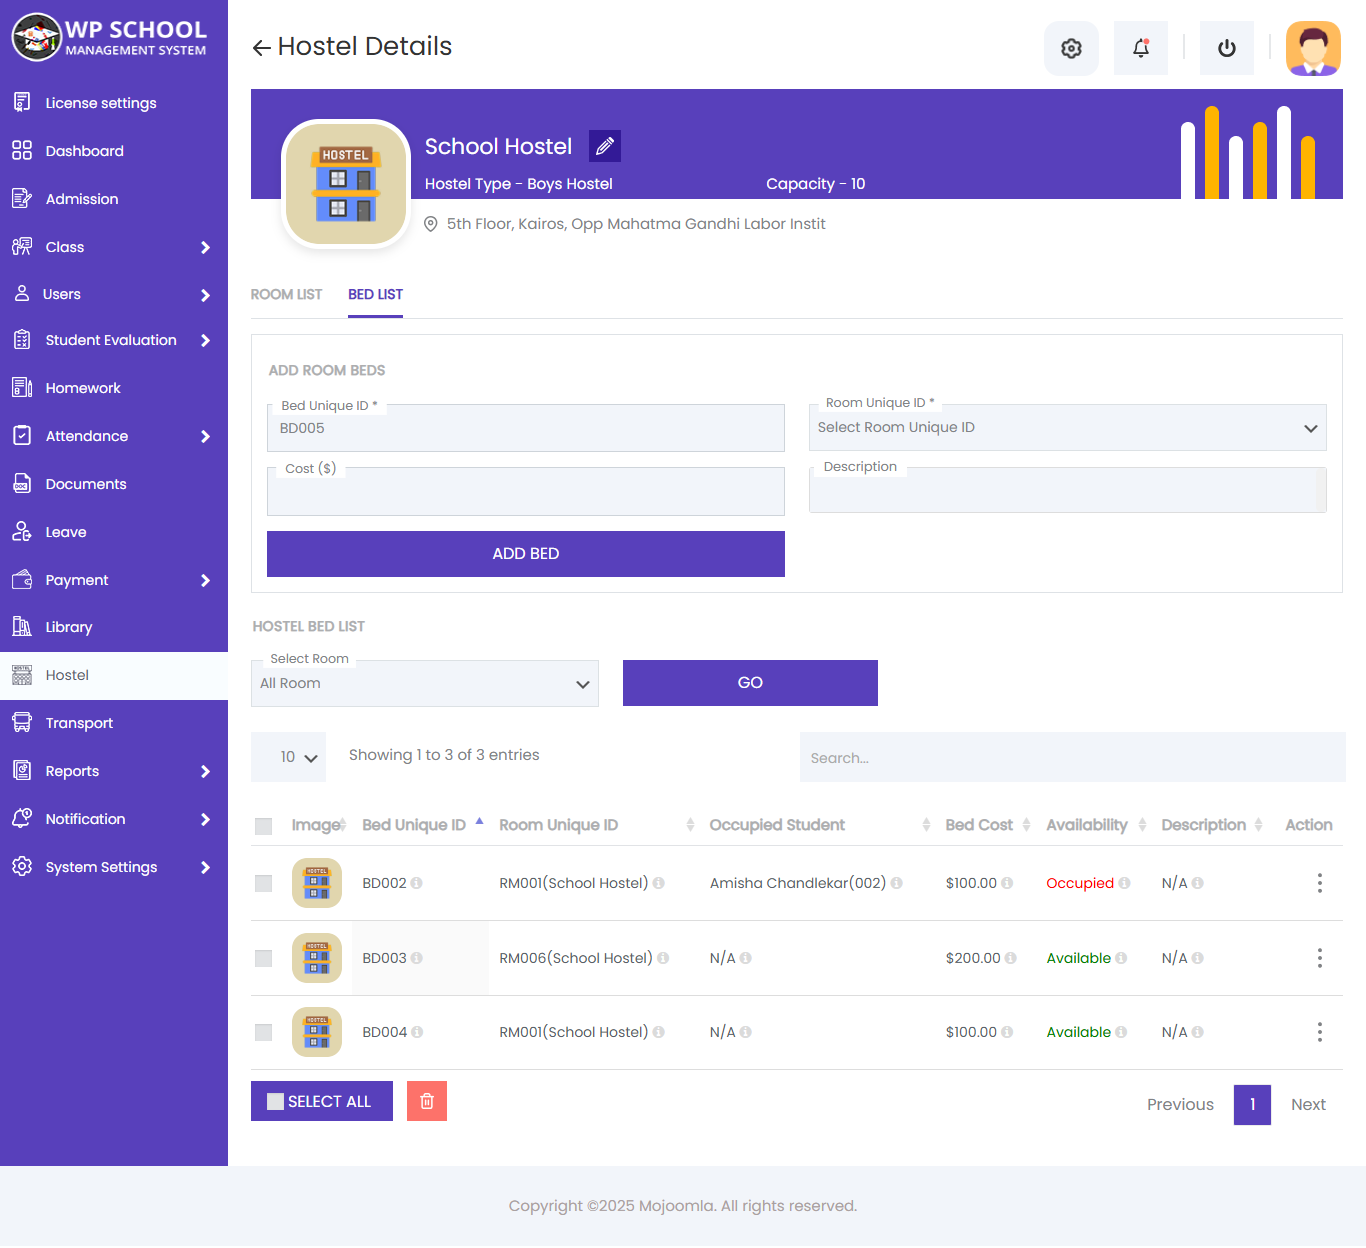 WP SCHOOL
MANAGEMENT SYSTEM
License settings
Dashboard
Admission
Class
Users
Student Evaluation
Homework
Attendance
Documents
Leave
Payment
Library
Hostel
Transport
Reports
Notification
System Settings
Hostel Details
HOSTEL
School Hostel
Hostel Type - Boys Hostel
Capacity - 10
5th Floor, Kairos, Opp Mahatma Gandhi Labor Instit
ROOM LIST
BED LIST
ADD ROOM BEDS
Bed Unique ID *
BD005
Room Unique ID *
Select Room Unique ID
Cost ($)
Description
ADD BED
HOSTEL BED LIST
Select Room
All Room
GO
10
Showing 1 to 3 of 3 entries
Search...
Image Bed Unique ID Room Unique ID Occupied Student Bed Cost Availability Description Action
HOSTEL BD002 RM001(School Hostel) Amisha Chandlekar(002) $100.00 Occupied N/A
HOSTEL BD003 RM006(School Hostel) N/A $200.00 Available N/A
HOSTEL BD004 RM001(School Hostel) N/A $100.00 Available N/A
SELECT ALL
Previous 1 Next
Copyright ©2025 Mojoomla. All rights reserved.